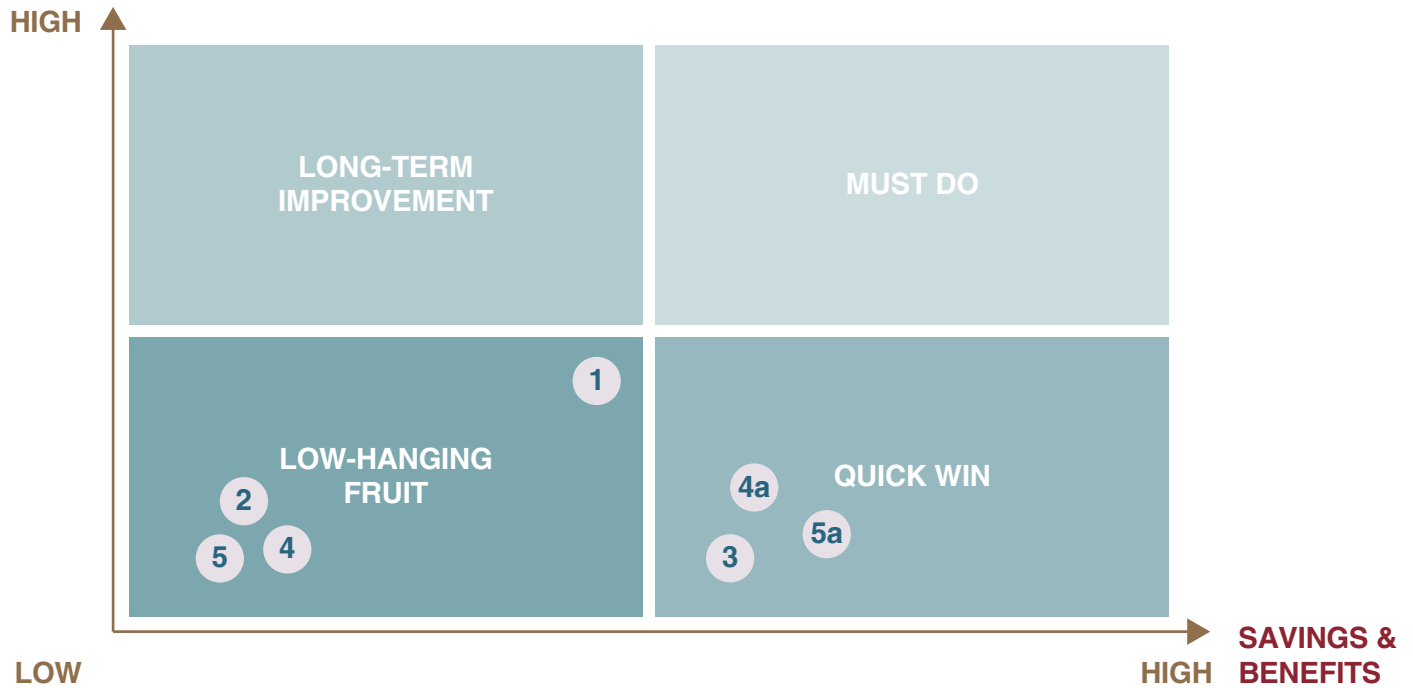 HIGH
LONG-TERM
IMPROVEMENT
MUST DO
1
LOW-HANGING
FRUIT
2
4
5
QUICK WIN
4a
5a
3
SAVINGS &
BENEFITS
LOW
HIGH